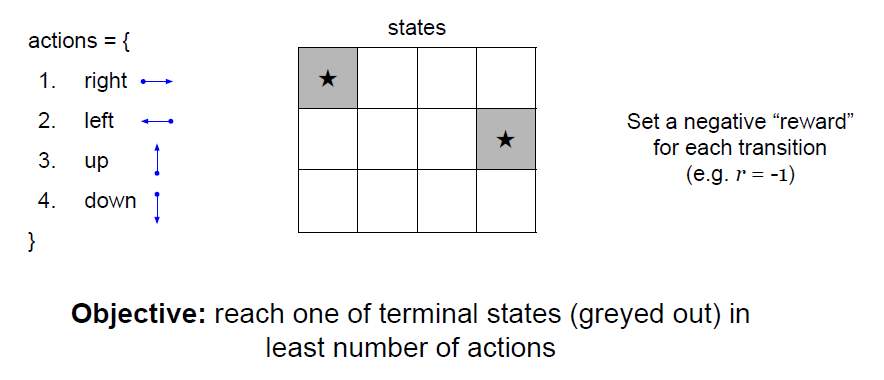 actions = {
1. right
2. left
3. up
4. down
}
states
★
★
Set a negative “reward”
for each transition
(e.g. r = -1)
Objective: reach one of terminal states (greyed out) in
least number of actions